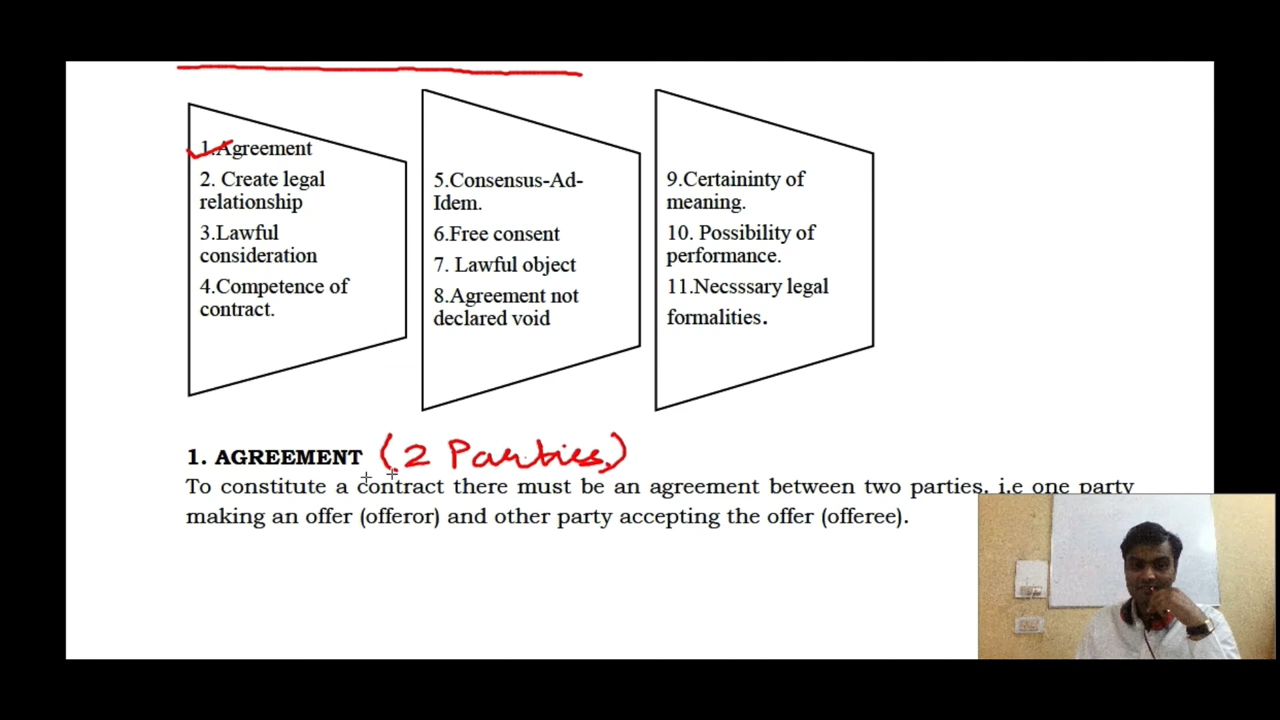 1.Agreement
2. Create legal
relationship
3.Lawful
consideration
4.Competence of
contract.
5.Consensus-Ad-
Idem.
6.Free consent
7. Lawful object
8.Agreement not
declared void
9.Certaininty of
meaning.
10. Possibility of
performance.
11.Necsssary legal
formalities.
1. AGREEMENT (2 Parties)
To constitute a contract there must be an agreement between two parties, i.e one party
making an offer (offeror) and other party accepting the offer (offeree).